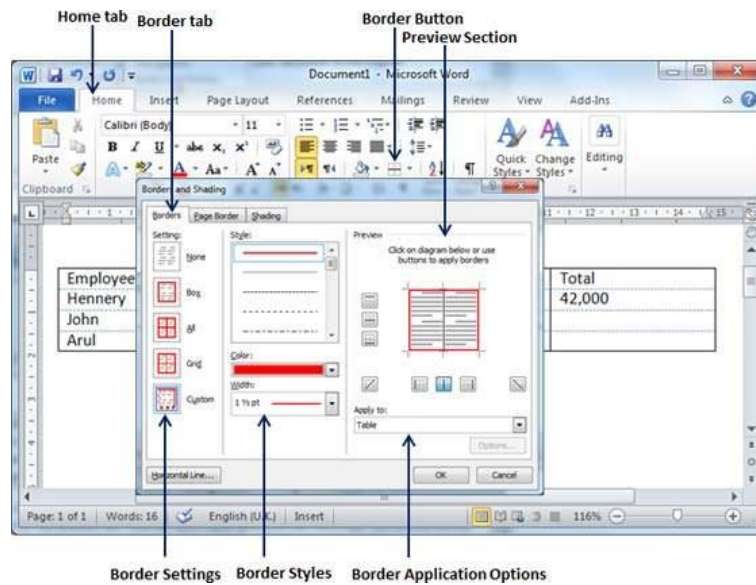 Home tab
Border tab
Border Button
Preview Section
Document1 - Microsoft Word
File Home Insert Page Layout References Mailings Review View Add-Ins
Calibri (Body) 11
Paste
B I U abc x, x²
A Aa A A
Quick Styles Change Styles Editing
Clipboard Styles
Borders and Shading
Borders Page Border Shading
Setting: Style: Preview
None
Click on diagram below or use
buttons to apply borders
Box
All
Grid
Custom
Color:
Width:
1 ½ pt
Apply to:
Table
Options...
Horizontal Line... OK Cancel
Employee Total
Hennery 42,000
John
Arul
Page: 1 of 1 Words: 16 English (U.K.) Insert 116%
Border Settings Border Styles Border Application Options